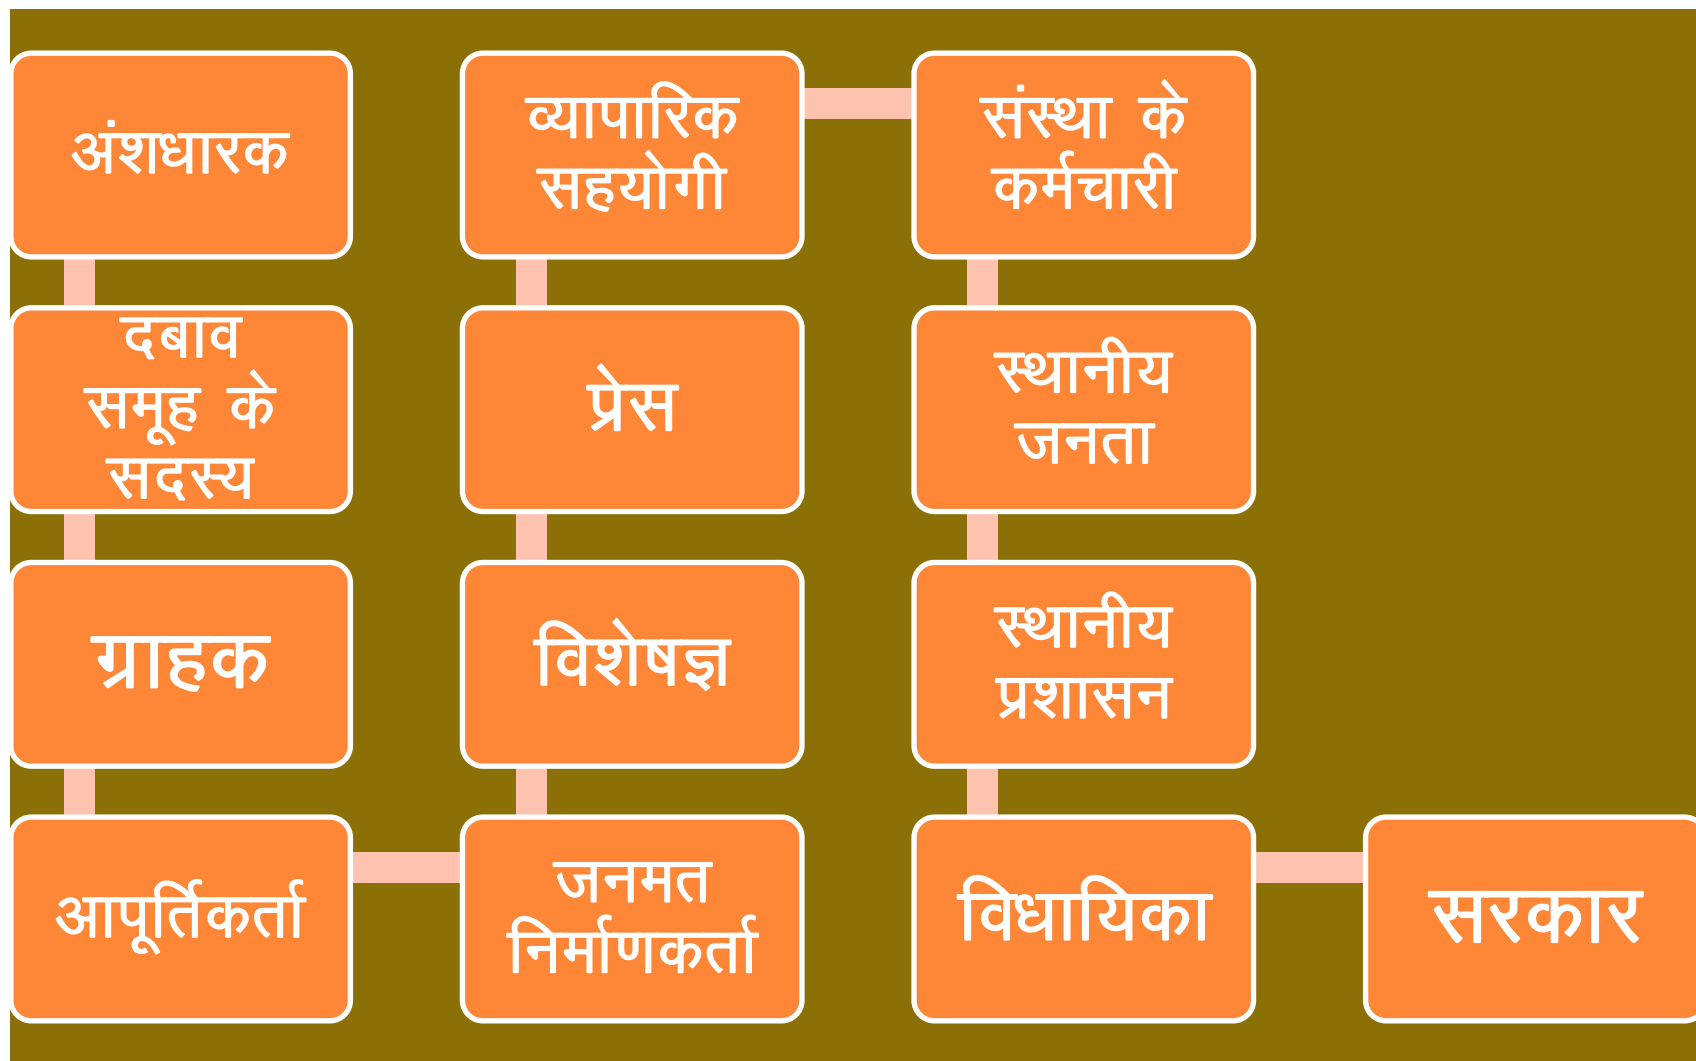 अंशधारक
दबाव
समूह के
सदस्य
ग्राहक
आपूर्तिकर्ता
जनमत
निर्माणकर्ता
विशेषज्ञ
प्रेस
व्यापारिक
सहयोगी
संस्था के
कर्मचारी
स्थानीय
जनता
स्थानीय
प्रशासन
विधायिका
सरकार